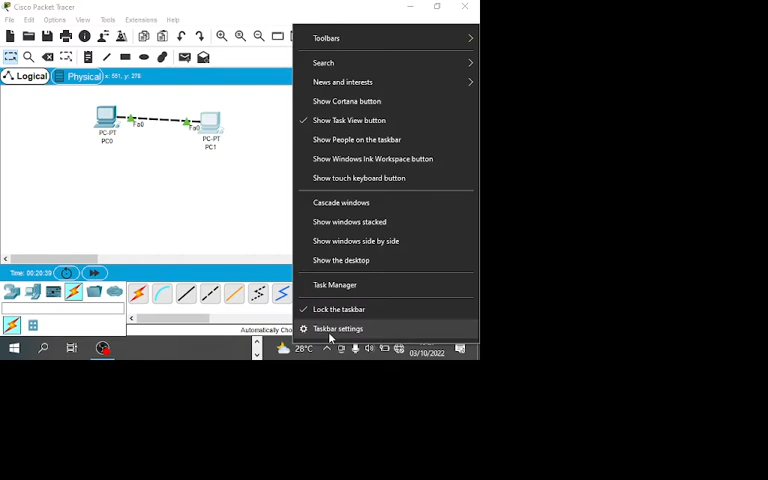 Cisco Packet Tracer
File Edit Options View Tools Extensions Help
Logical Physical x: 551, y: 278
PC-PT
PC0
Fa0
Fa0
PC-PT
PC1
Time: 00:20:39
Automatically Cho
Toolbars
Search
News and interests
Show Cortana button
Show Task View button
Show People on the taskbar
Show Windows Ink Workspace button
Show touch keyboard button
Cascade windows
Show windows stacked
Show windows side by side
Show the desktop
Task Manager
Lock the taskbar
Taskbar settings
28°C
03/10/2022